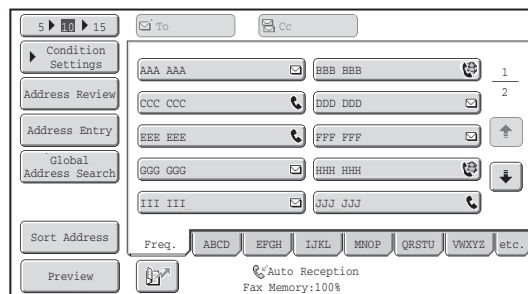 5 10 15
To
Cc
Condition
Settings
Address Review
Address Entry
Global
Address Search
Sort Address
Preview
AAA AAA
BBB BBB
CCC CCC
DDD DDD
EEE EEE
FFF FFF
GGG GGG
HHH HHH
III III
JJJ JJJ
1
2
Freq.
ABCD
EFGH
IJKL
MNOP
QRSTU
VWXYZ
etc.
Auto Reception
Fax Memory:100%